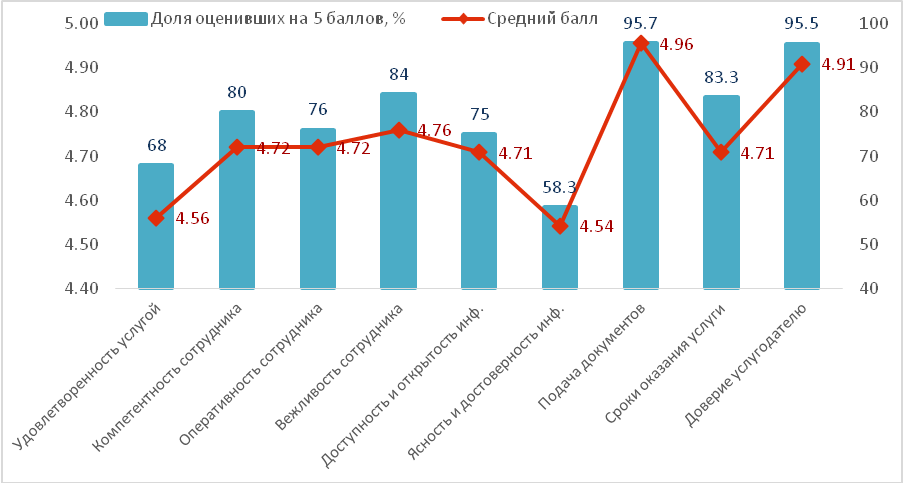 Доля оценивших на 5 баллов, %
Средний балл
5.00
4.90
4.80
4.70
4.60
4.50
4.40
100
90
80
70
60
50
40
68
80
76
84
75
58.3
95.7
83.3
95.5
4.56
4.72
4.72
4.76
4.71
4.54
4.96
4.71
4.91
Удовлетворенность услугой
Компетентность сотрудника
Оперативность сотрудника
Вежливость сотрудника
Доступность и открытость инф.
Ясность и достоверность инф.
Подача документов
Сроки оказания услуги
Доверие услугодателю